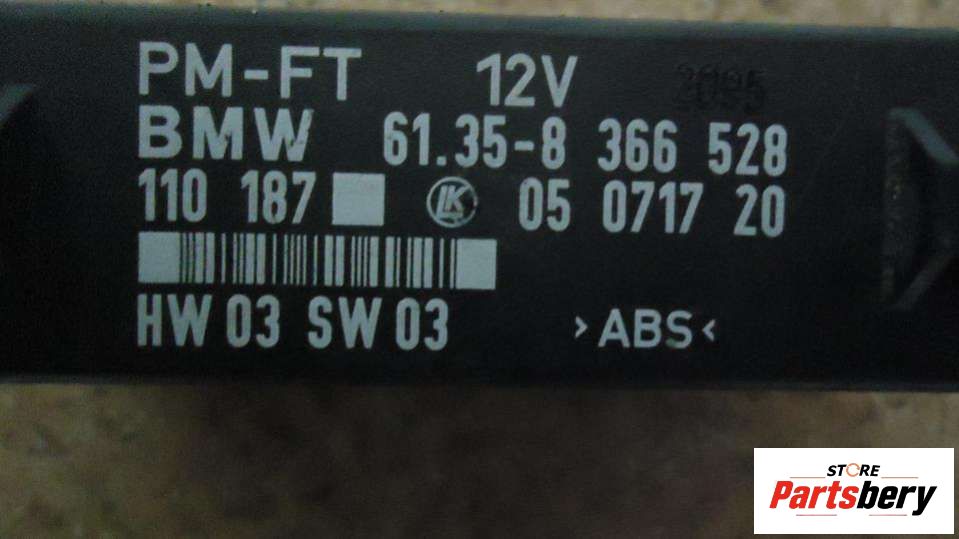 PM-FT 12V
BMW 61.35-8 366 528
110 187 LK 05 0717 20
HW 03 SW 03 >ABS<
STORE
Partsbery